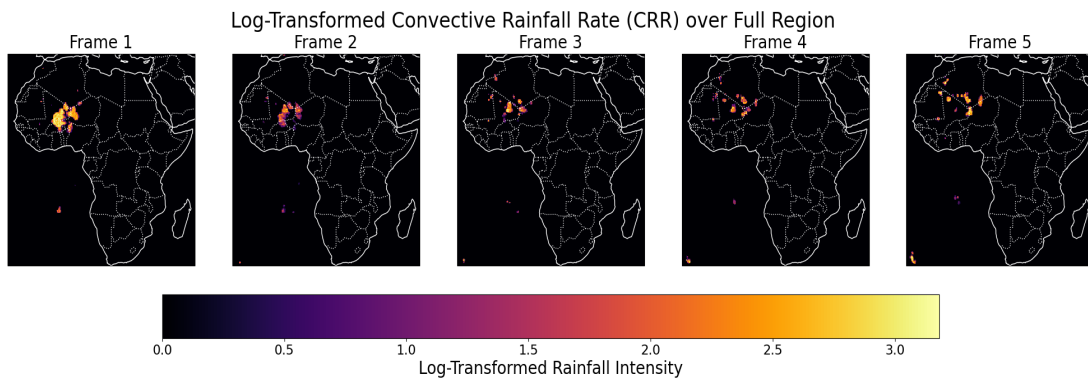 Log-Transformed Convective Rainfall Rate (CRR) over Full Region
Frame 1 Frame 2 Frame 3 Frame 4 Frame 5
0.0 0.5 1.0 1.5 2.0 2.5 3.0
Log-Transformed Rainfall Intensity